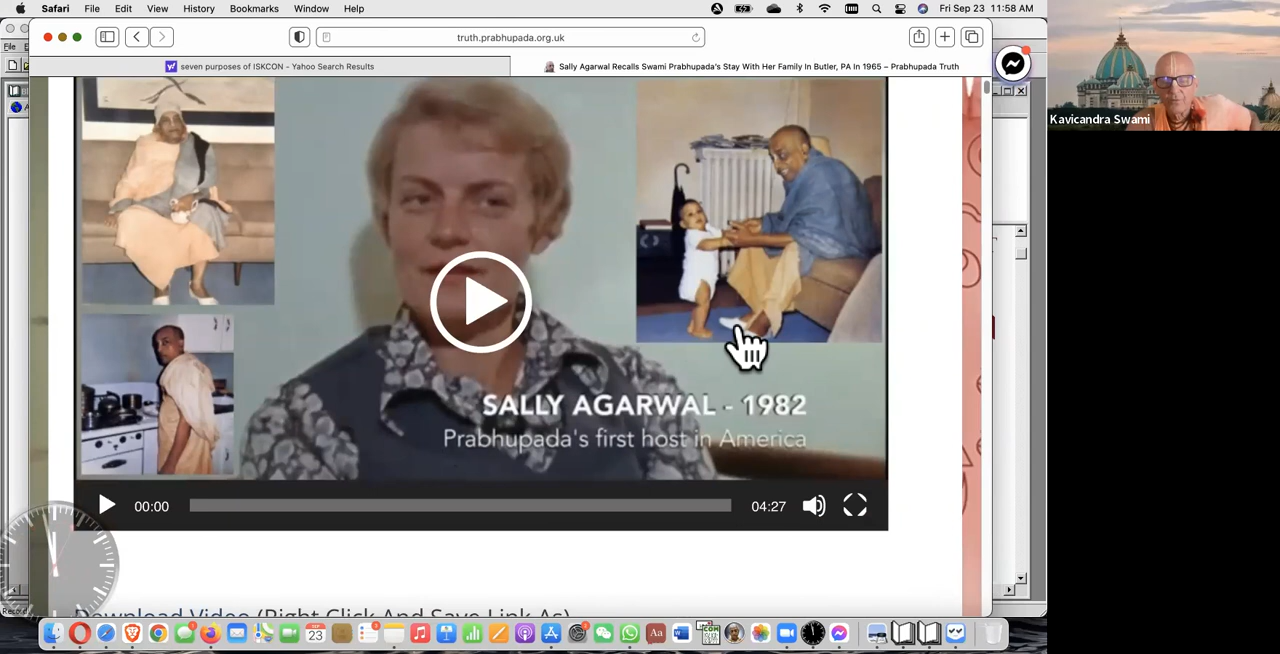 Safari File Edit View History Bookmarks Window Help Fri Sep 23 11:58 AM
truth.prabhupada.org.uk
seven purposes of ISKCON - Yahoo Search Results
Sally Agarwal Recalls Swami Prabhupada's Stay With Her Family In Butler, PA In 1965 – Prabhupada Truth
File
Kavicandra Swami
SALLY AGARWAL - 1982
Prabhupada's first host in America
00:00
04:27
Download Video (Right Click And Save Link As)
SEP
23
Aa